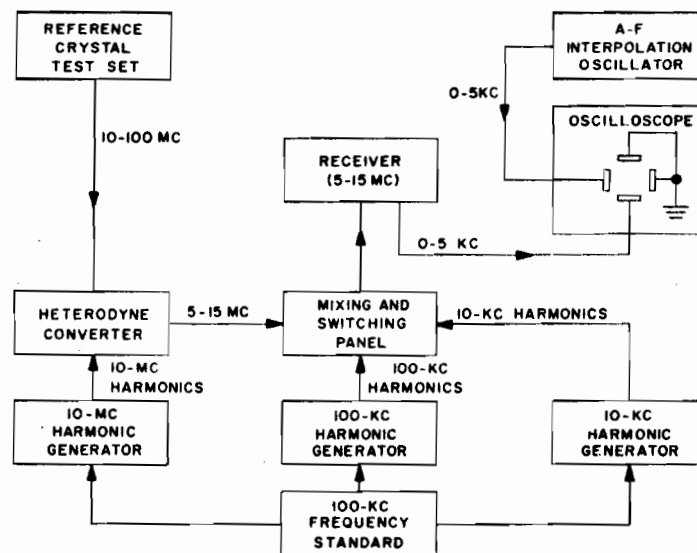 REFERENCE
CRYSTAL
TEST SET
A-F
INTERPOLATION
OSCILLATOR
0-5KC
OSCILLOSCOPE
10-100 MC
RECEIVER
(5-15 MC)
0-5 KC
HETERODYNE
CONVERTER
5-15 MC
MIXING AND
SWITCHING
PANEL
10-KC HARMONICS
10-MC
HARMONICS
100-KC
HARMONICS
10-MC
HARMONIC
GENERATOR
100-KC
HARMONIC
GENERATOR
10-KC
HARMONIC
GENERATOR
100-KC
FREQUENCY
STANDARD